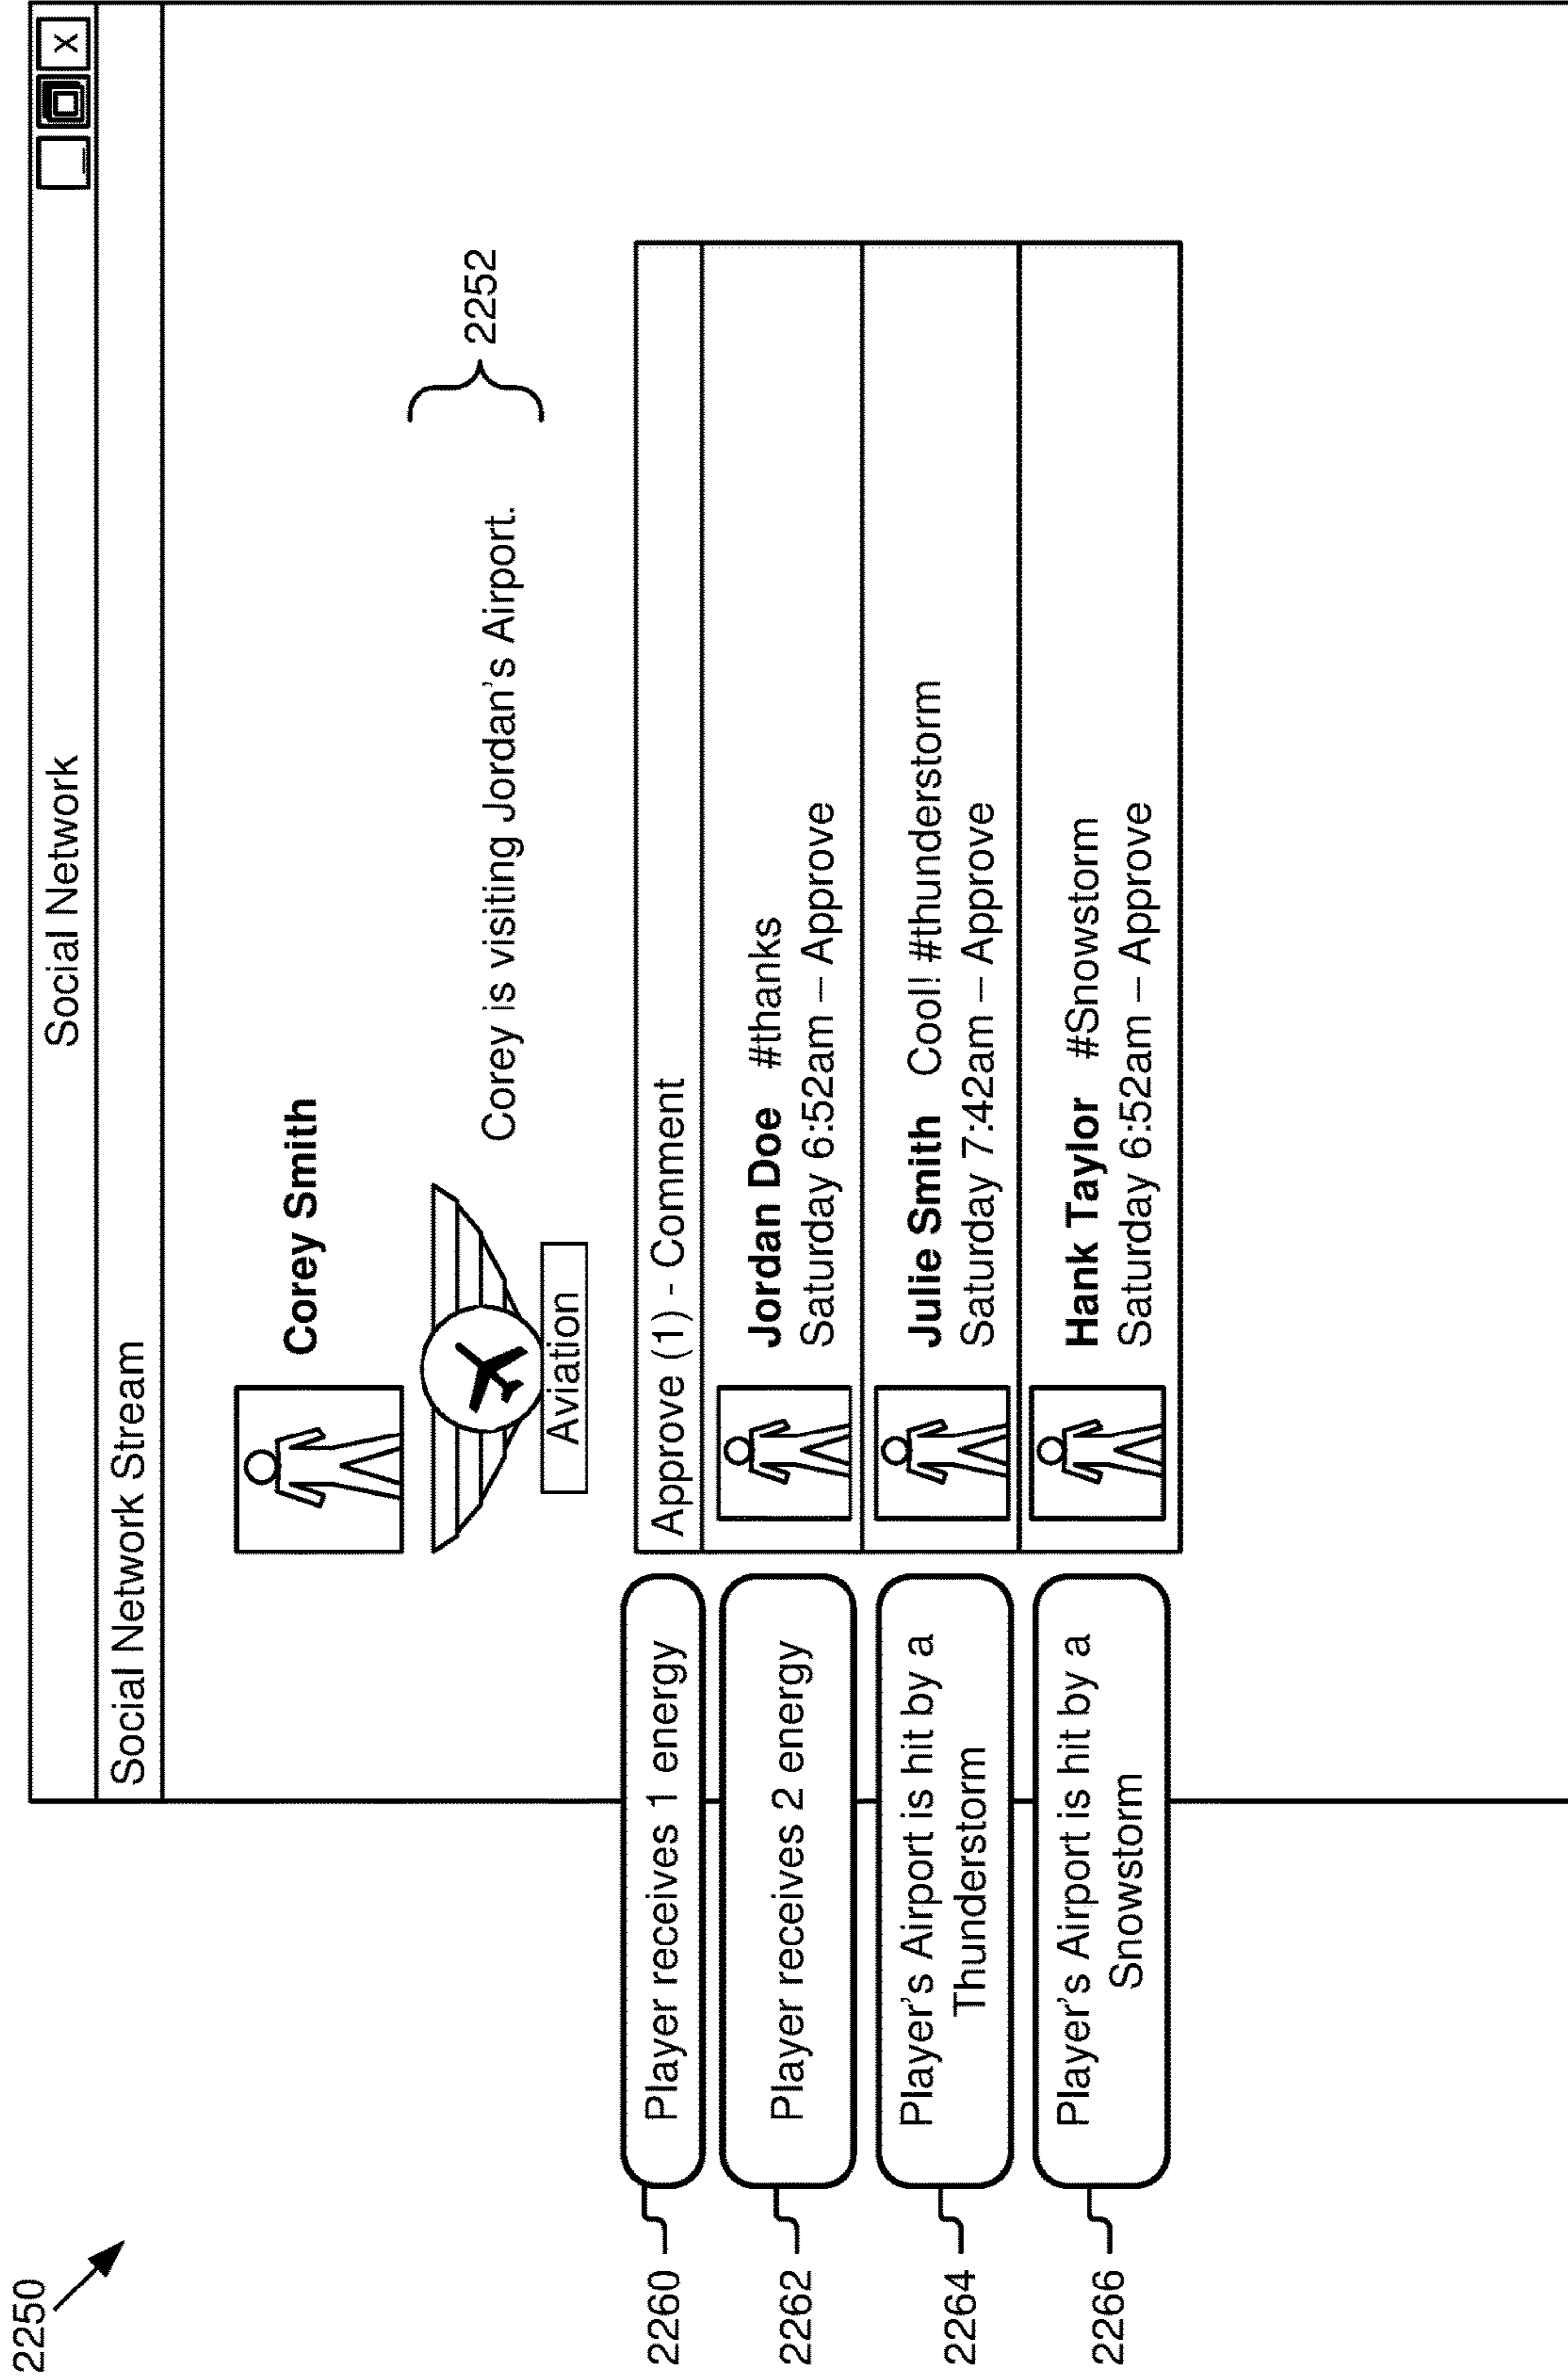 2250
Social Network
_ X
Social Network Stream
Corey Smith
Aviation
Corey is visiting Jordan's Airport.
2252
2260
Player receives 1 energy
Approve (1) - Comment
2262
Player receives 2 energy
Jordan Doe #thanks
Saturday 6:52am – Approve
2264
Player's Airport is hit by a
Thunderstorm
Julie Smith Cool! #thunderstorm
Saturday 7:42am – Approve
2266
Player's Airport is hit by a
Snowstorm
Hank Taylor #Snowstorm
Saturday 6:52am – Approve